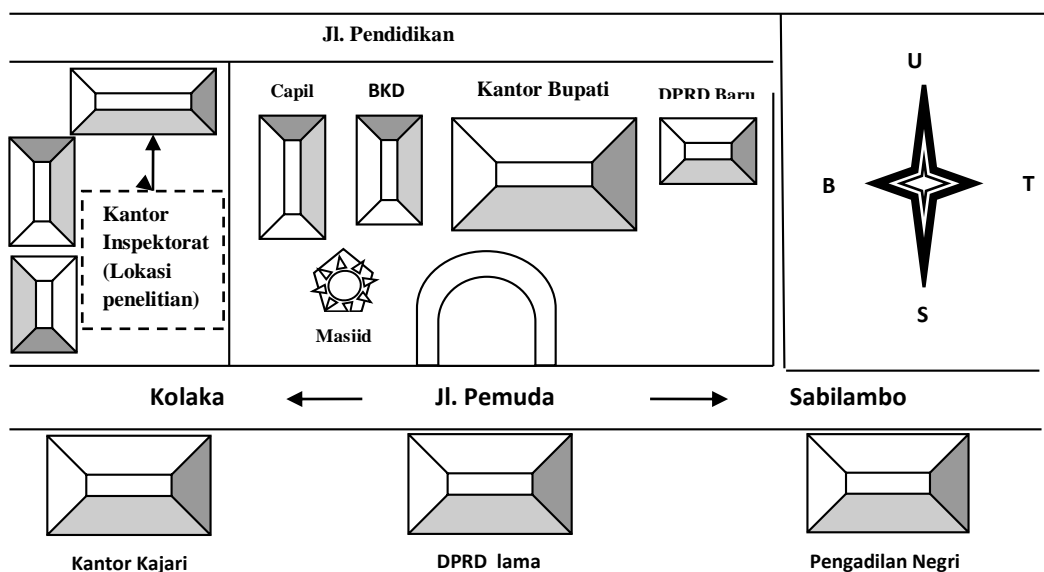 Jl. Pendidikan
U
Capil
BKD
Kantor Bupati
DPRD Baru
B
T
Kantor
Inspektorat
(Lokasi
penelitian)
S
Masjid
Kolaka
Jl. Pemuda
Sabilambo
Kantor Kajari
DPRD lama
Pengadilan Negri